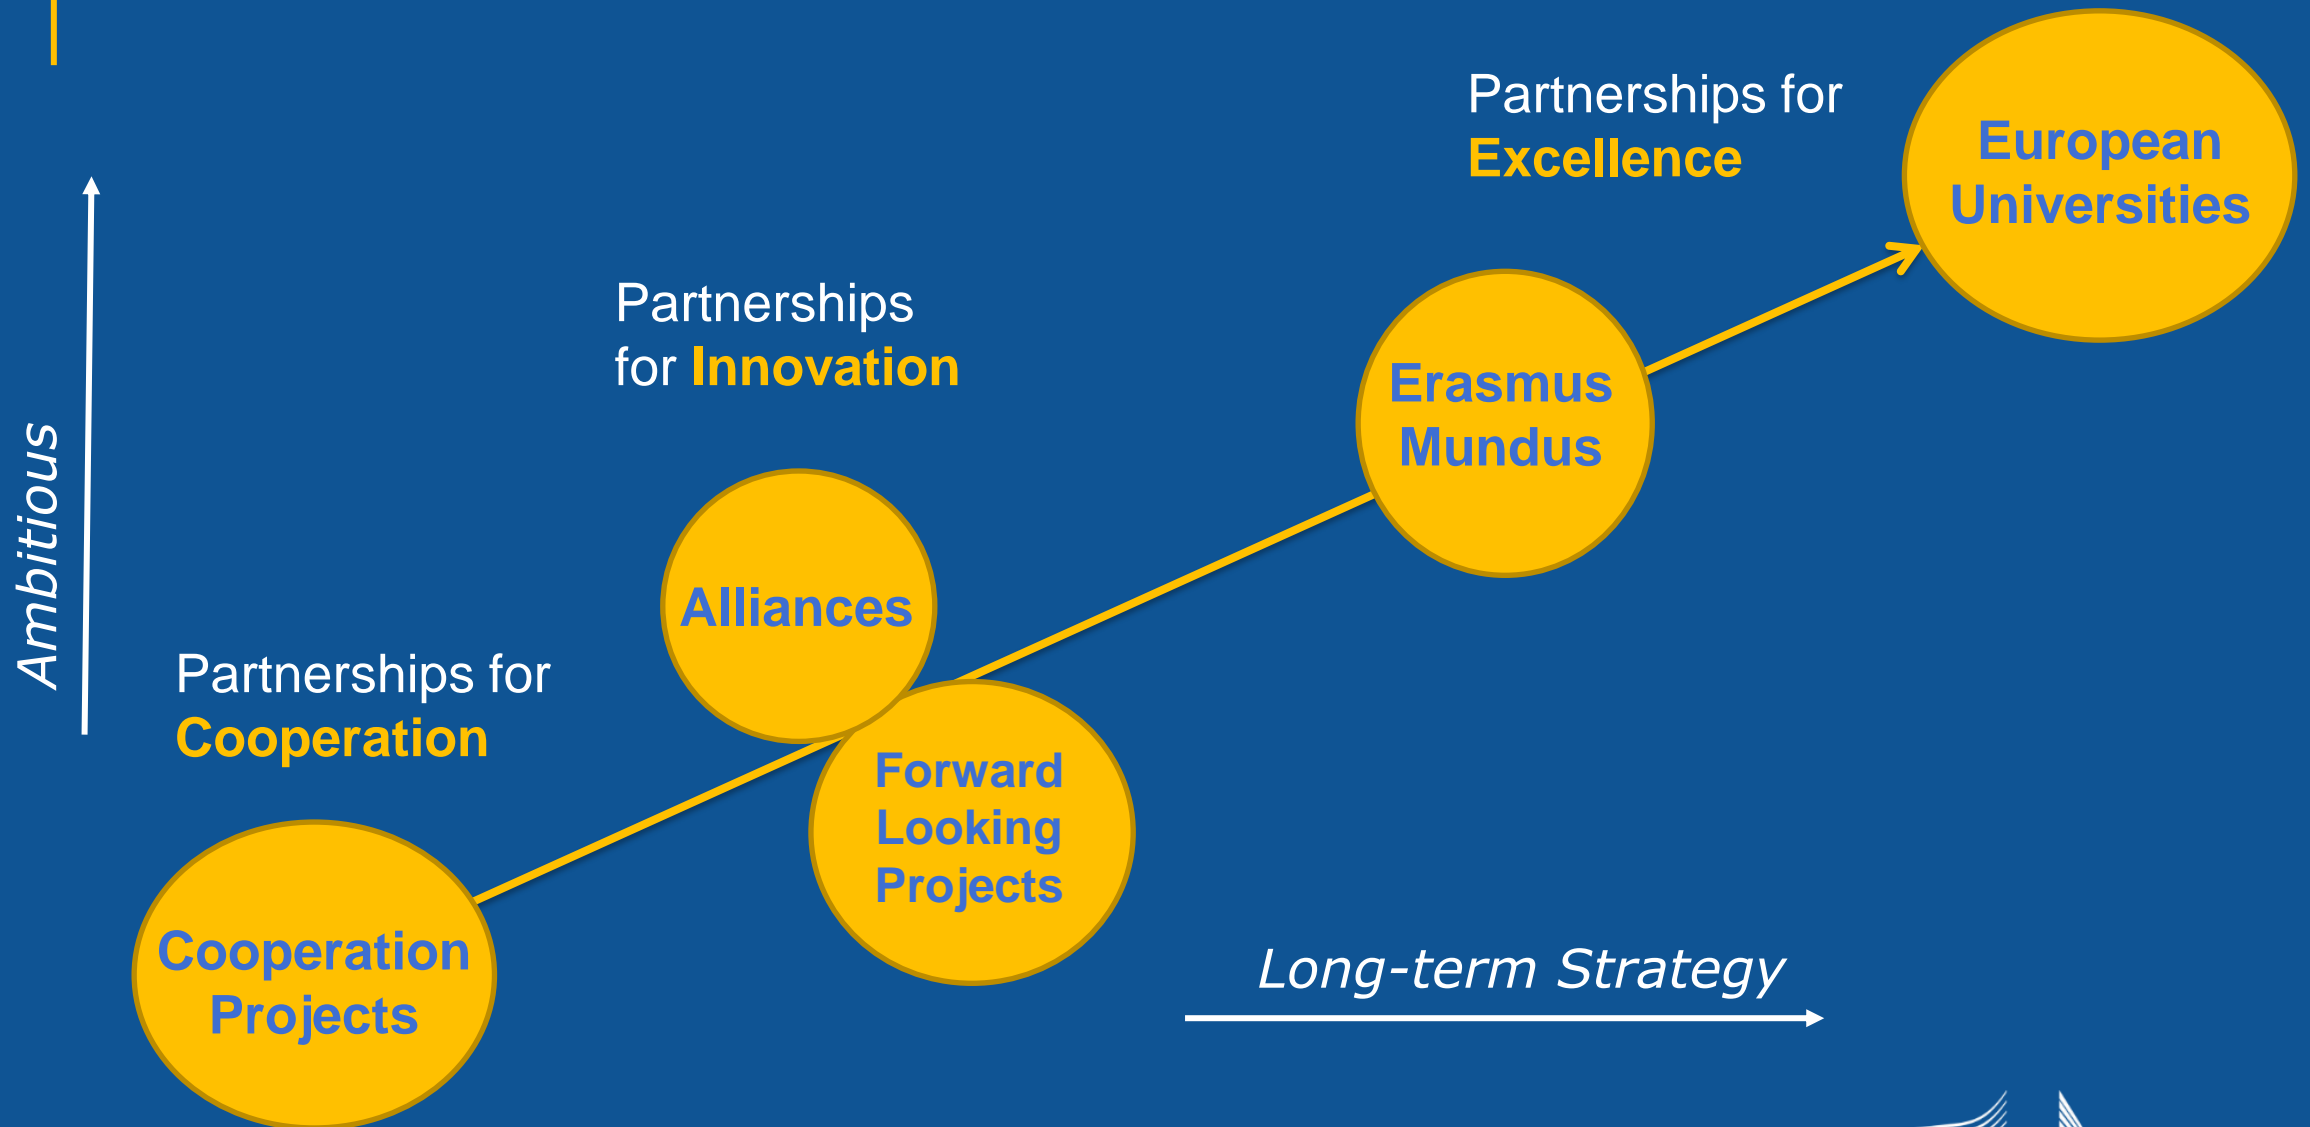 Partnerships for
Excellence
European
Universities
Partnerships
for Innovation
Erasmus
Mundus
Ambitious
Alliances
Partnerships for
Cooperation
Forward
Looking
Projects
Cooperation
Projects
Long-term Strategy